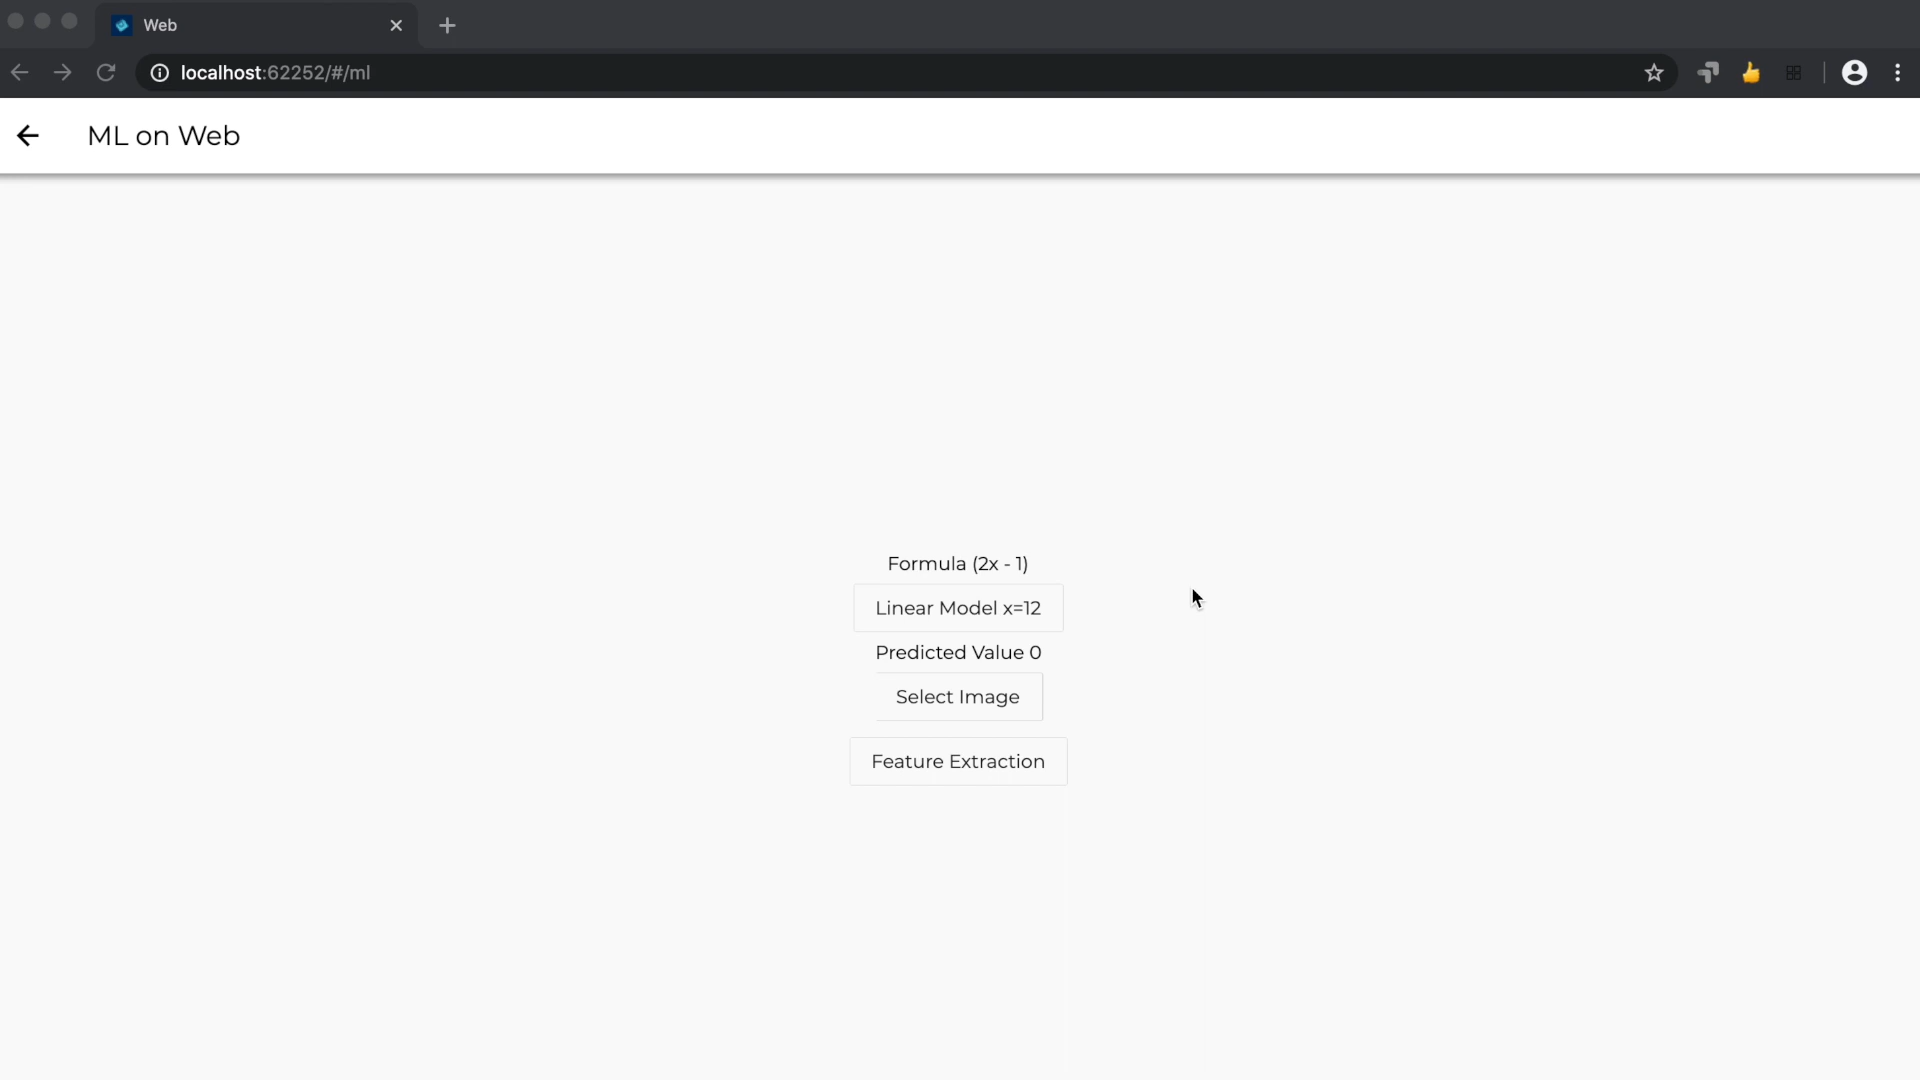 Web
localhost:62252/#/ml
ML on Web
Formula (2x - 1)
Linear Model x=12
Predicted Value 0
Select Image
Feature Extraction